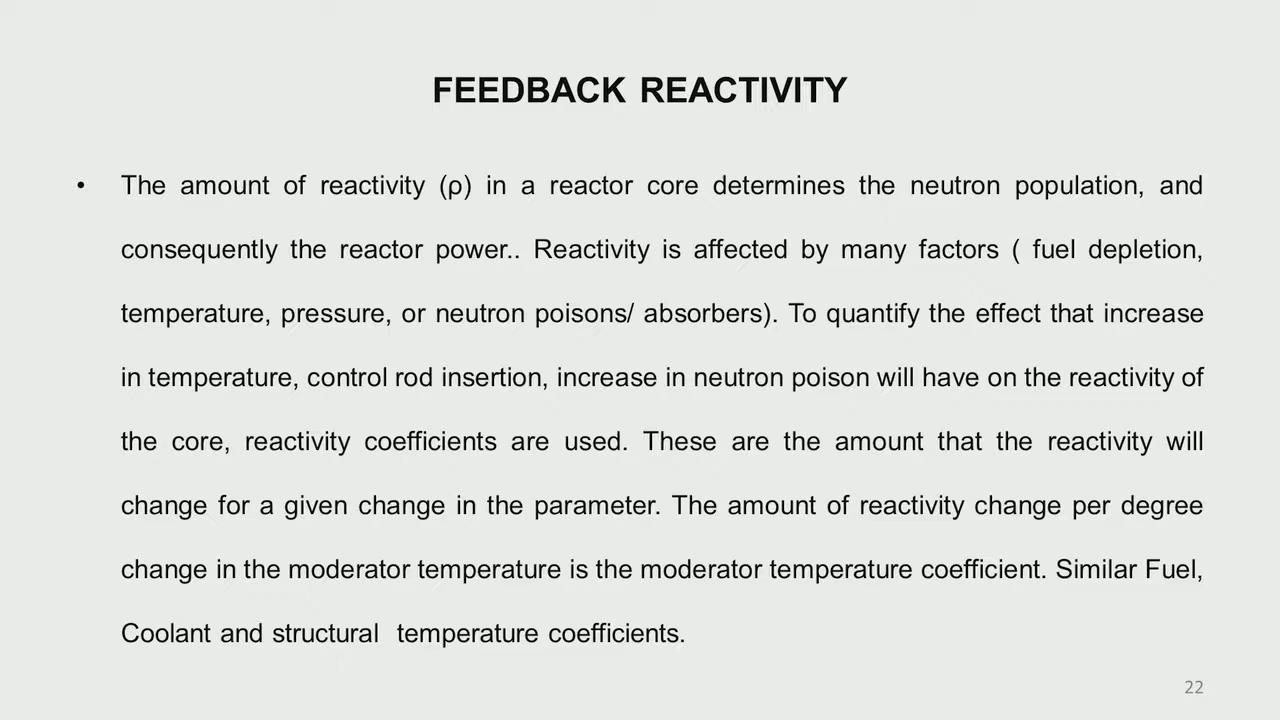 FEEDBACK REACTIVITY
• The amount of reactivity (ρ) in a reactor core determines the neutron population, and
consequently the reactor power.. Reactivity is affected by many factors ( fuel depletion,
temperature, pressure, or neutron poisons/ absorbers). To quantify the effect that increase
in temperature, control rod insertion, increase in neutron poison will have on the reactivity of
the core, reactivity coefficients are used. These are the amount that the reactivity will
change for a given change in the parameter. The amount of reactivity change per degree
change in the moderator temperature is the moderator temperature coefficient. Similar Fuel,
Coolant and structural  temperature coefficients.
22